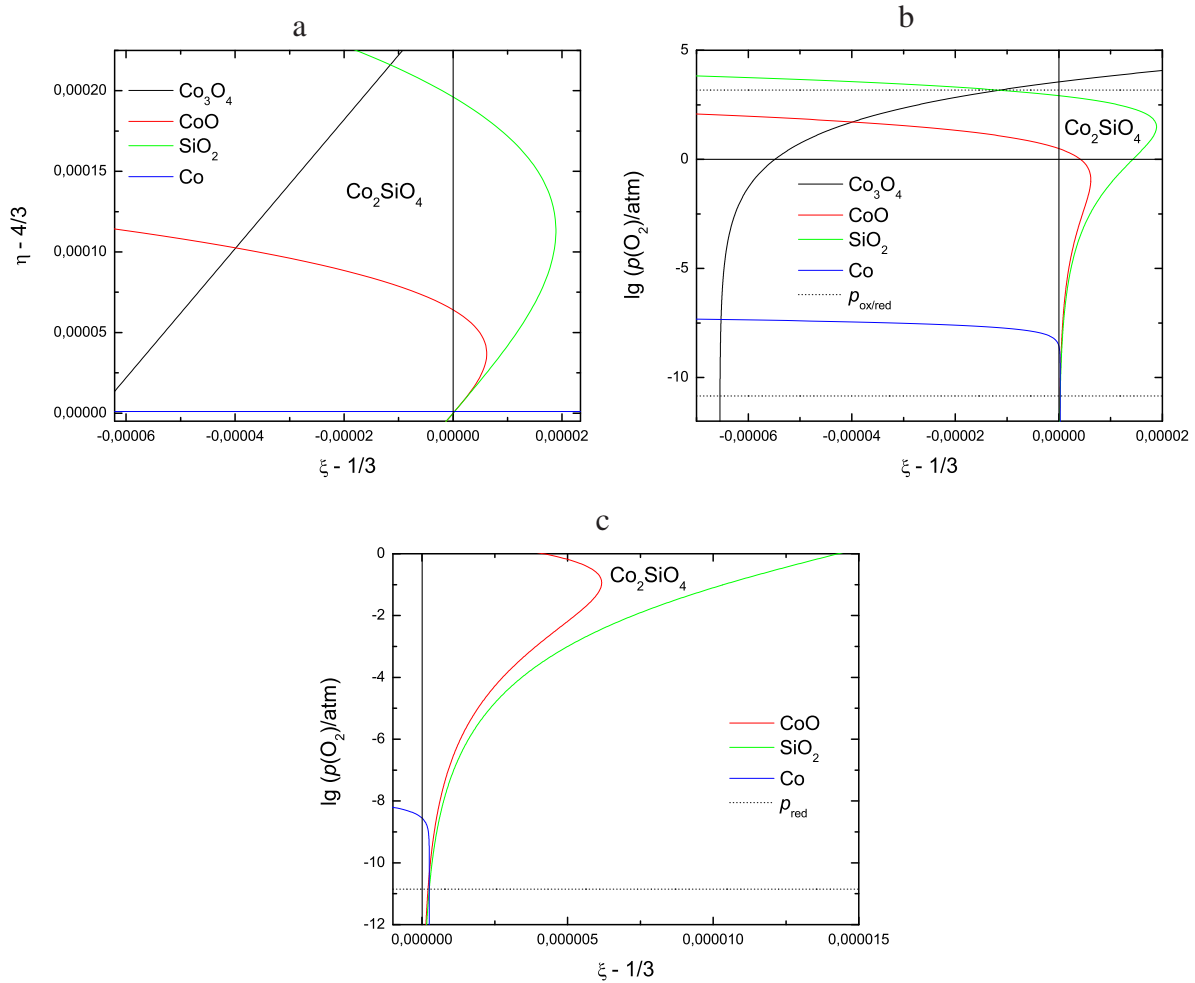 a
0,00020
0,00015
0,00010
0,00005
0,00000
η - 4/3
Co₃O₄
CoO
SiO₂
Co
Co₂SiO₄
-0,00006
-0,00004
-0,00002
0,00000
0,00002
ξ - 1/3
b
5
0
-5
-10
lg (p(O₂)/atm)
Co₂SiO₄
Co₃O₄
CoO
SiO₂
Co
p_ox/red
-0,00006
-0,00004
-0,00002
0,00000
0,00002
ξ - 1/3
c
0
-2
-4
-6
-8
-10
-12
lg (p(O₂)/atm)
Co₂SiO₄
CoO
SiO₂
Co
p_red
0,000000
0,000005
0,000010
0,000015
ξ - 1/3